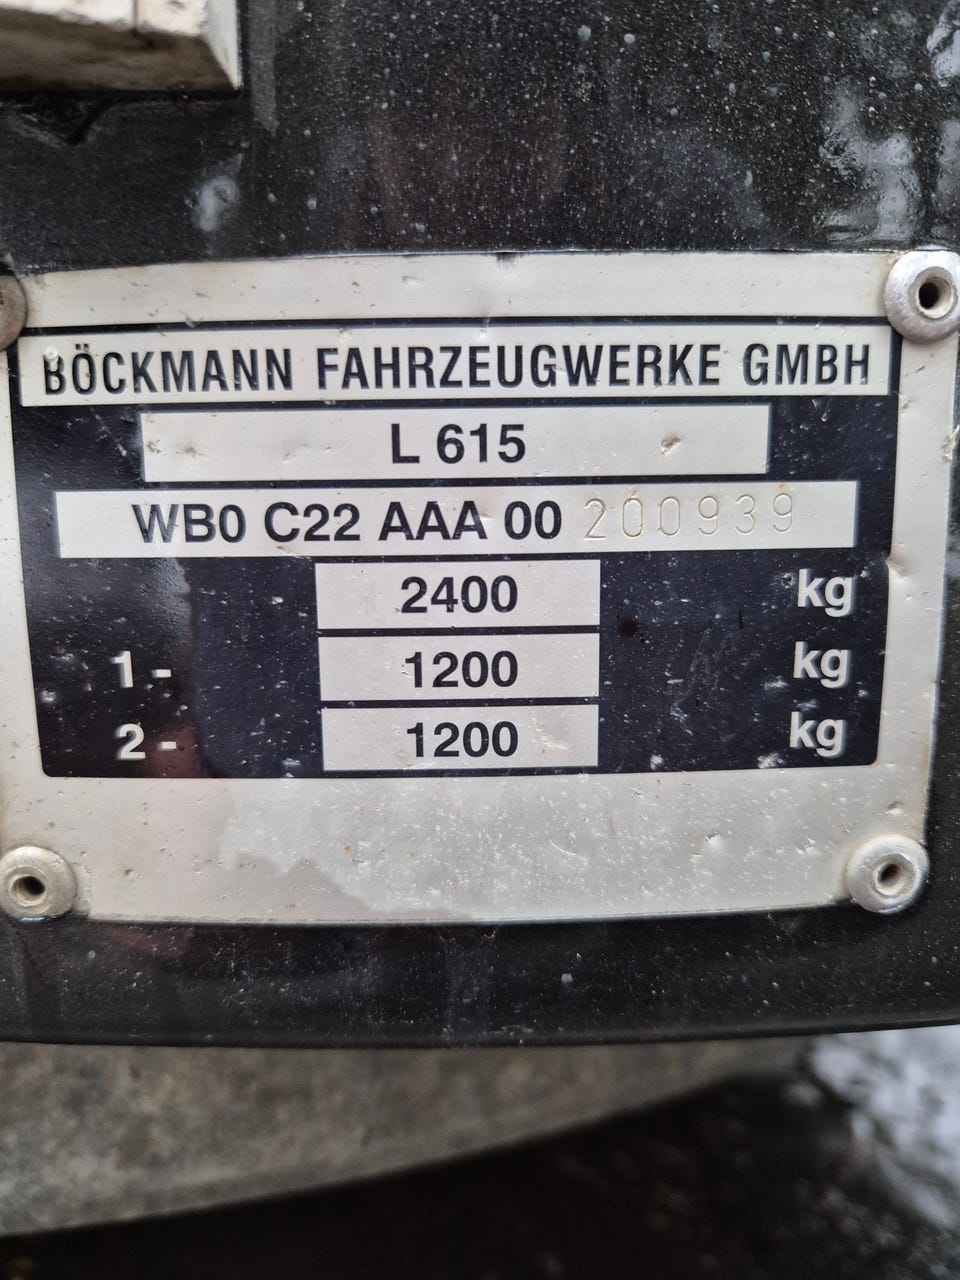 BÖCKMANN FAHRZEUGWERKE GMBH
L 615
WB0 C22 AAA 00 200939
2400 kg
1 - 1200 kg
2 - 1200 kg